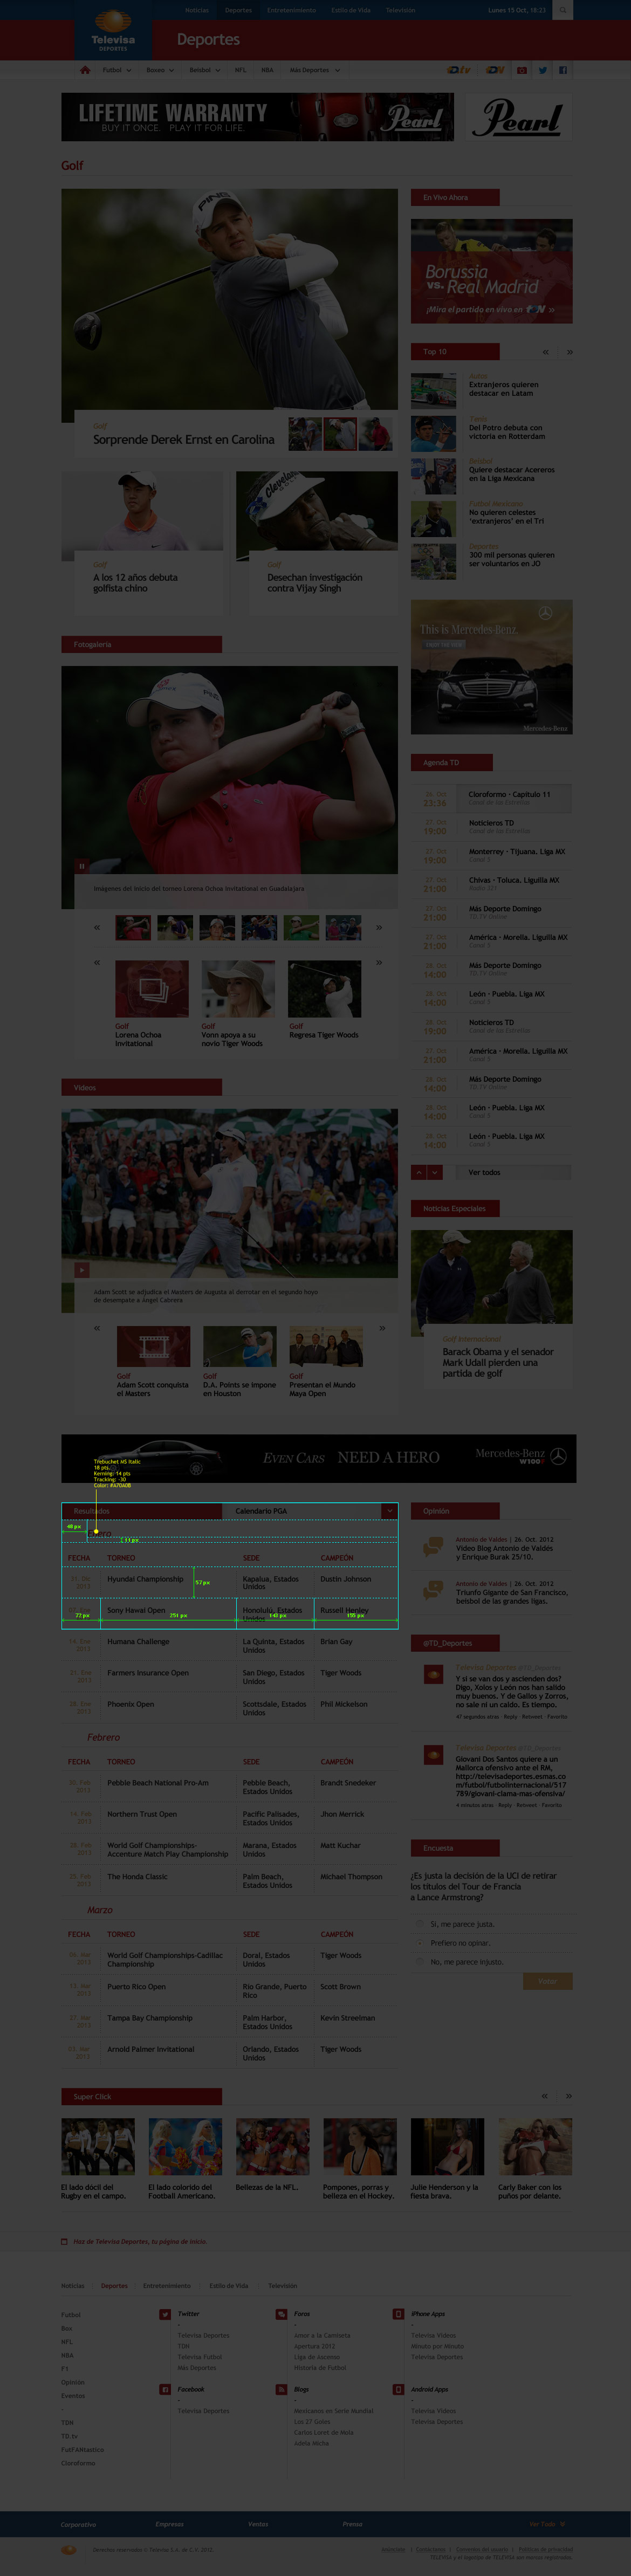 Noticias Deportes Entretenimiento Estilo de Vida Televisión Lunes 15 Oct, 18:23
Televisa
DEPORTES
Deportes
Futbol Boxeo Beisbol NFL NBA Más Deportes
LIFETIME WARRANTY
BUY IT ONCE. PLAY IT FOR LIFE.
Pearl
Pearl
Golf
PING
Golf
Sorprende Derek Ernst en Carolina
Golf
A los 12 años debuta
golfista chino
Cleveland
Golf
Desechan investigación
contra Vijay Singh
Fotogalería
Imágenes del inicio del torneo Lorena Ochoa Invitational en Guadalajara
Golf
Lorena Ochoa
Invitational
Golf
Vonn apoya a su
novio Tiger Woods
Golf
Regresa Tiger Woods
Videos
Adam Scott se adjudica el Masters de Augusta al derrotar en el segundo hoyo
de desempate a Ángel Cabrera
Golf
Adam Scott conquista
el Masters
Golf
D.A. Points se impone
en Houston
Golf
Presentan el Mundo
Maya Open
En Vivo Ahora
Borussia
vs. Real Madrid
¡Mira el partido en vivo en
Top 10
Autos
Extranjeros quieren
destacar en Latam
Tenis
Del Potro debuta con
victoria en Rotterdam
Beisbol
Quiere destacar Acereros
en la Liga Mexicana
Futbol Mexicano
No quieren celestes
‘extranjeros’ en el Tri
Deportes
300 mil personas quieren
ser voluntarios en JO
This is Mercedes-Benz.
Mercedes-Benz
Agenda TD
26. Oct
23:36
Cloroformo - Capítulo 11
Canal de las Estrellas
27. Oct
19:00
Noticieros TD
Canal de las Estrellas
27. Oct
19:00
Monterrey - Tijuana. Liga MX
Canal 5
27. Oct
21:00
Chivas - Toluca. Liguilla MX
27. Oct
21:00
Más Deporte Domingo
TD TV Online
27. Oct
21:00
América - Morelia. Liguilla MX
Canal 5
28. Oct
14:00
Más Deporte Domingo
TD TV Online
28. Oct
14:00
León - Puebla. Liga MX
Canal 5
28. Oct
19:00
Noticieros TD
Canal de las Estrellas
27. Oct
21:00
América - Morelia. Liguilla MX
Canal 5
28. Oct
14:00
Más Deporte Domingo
TD TV Online
28. Oct
14:00
León - Puebla. Liga MX
28. Oct
14:00
León - Puebla. Liga MX
Ver todos
Noticias Especiales
Golf Internacional
Barack Obama y el senador
Mark Udall pierden una
partida de golf
EVEN CARS NEED A HERO
Mercedes-Benz
W100
Trebuchet MS Italic
18 pts.
Kerning: 14 pts
Tracking: -30
Color: #A70A0B
Resultados Calendario PGA
48 px
Enero
11 px
FECHA TORNEO SEDE CAMPEÓN
2013
Hyundai Championship
Kapalua, Estados
Unidos
Dustin Johnson
57 px
Sony Hawai Open
Honolulú, Estados
Unidos
Russell Henley
72 px 251 px 143 px 155 px
14. Ene
2013
Humana Challenge
La Quinta, Estados
Unidos
Brian Gay
21. Ene
2013
Farmers Insurance Open
San Diego, Estados
Unidos
Tiger Woods
28. Ene
2013
Phoenix Open
Scottsdale, Estados
Unidos
Phil Mickelson
Febrero
FECHA TORNEO SEDE CAMPEÓN
2013
Pebble Beach National Pro-Am
Pebble Beach,
Estados Unidos
Brandt Snedeker
14. Feb
2013
Northern Trust Open
Pacific Palisades,
Estados Unidos
Jhon Merrick
2013
World Golf Championships-
Accenture Match Play Championship
Marana, Estados
Unidos
Matt Kuchar
2013
The Honda Classic
Palm Beach,
Estados Unidos
Michael Thompson
Marzo
FECHA TORNEO SEDE CAMPEÓN
06. Mar
2013
World Golf Championships-Cadillac
Championship
Doral, Estados
Unidos
Tiger Woods
13. Mar
2013
Puerto Rico Open
Rio Grande, Puerto
Rico
Scott Brown
2013
Tampa Bay Championship
Palm Harbor,
Estados Unidos
Kevin Streelman
2013
Arnold Palmer Invitational
Orlando, Estados
Unidos
Tiger Woods
Opinión
Antonio de Valdes | 26. Oct. 2012
Video Blog Antonio de Valdés
y Enrique Burak 25/10.
Antonio de Valdes | 26. Oct. 2012
Triunfo Gigante de San Francisco,
beisbol de las grandes ligas.
@TD_Deportes
Televisa Deportes @TD_Deportes
Y si se van dos y ascienden dos?
Digo, Xolos y León nos han salido
muy buenos. Y de Gallos y Zorros,
no sale ni un caldo. Es tiempo.
47 segundos atras · Reply · Retweet · Favorito
Televisa Deportes @TD_Deportes
Giovani Dos Santos quiere a un
Mallorca ofensivo ante el RM,
http://televisadeportes.esmas.co
m/futbol/futbolinternacional/517
789/giovani-clama-mas-ofensiva/
4 minutos atras · Reply · Retweet · Favorito
Encuesta
¿Es justa la decisión de la UCI de retirar
los títulos del Tour de Francia
a Lance Armstrong?
Si, me parece justa.
Prefiero no opinar.
No, me parece injusto.
Votar
Super Click
El lado dócil del
Rugby en el campo.
El lado colorido del
Football Americano.
Bellezas de la NFL.
Pompones, porras y
belleza en el Hockey.
Julie Henderson y la
fiesta brava.
Carly Baker con los
puños por delante.
Haz de Televisa Deportes, tu página de inicio
Noticias Deportes Entretenimiento Estilo de Vida Televisión
Futbol
Box
NFL
NBA
F1
Opinión
Eventos
-
TDN
TD.tv
FutFANtastico
Cloroformo
Twitter
-
Televisa Deportes
TDN
Televisa Futbol
Más Deportes
Facebook
-
Televisa Deportes
Foros
-
Amor a la Camiseta
Apertura 2012
Liga de Ascenso
Historia de Futbol
Blogs
-
Mexicanos en Serie Mundial
Los 27 Goles
Carlos Loret de Mola
Adela Micha
iPhone Apps
-
Televisa Videos
Minuto por Minuto
Televisa Deportes
Android Apps
-
Televisa Videos
Televisa Deportes
Corporativo Empresas Ventas Prensa Ver Todo
Derechos reservados © Televisa S.A. de C.V. 2012.
Redacción | Contáctanos | Contenidos del usuario | Políticas de privacidad
TELEVISA y el logotipo de TELEVISA son marcas registradas.